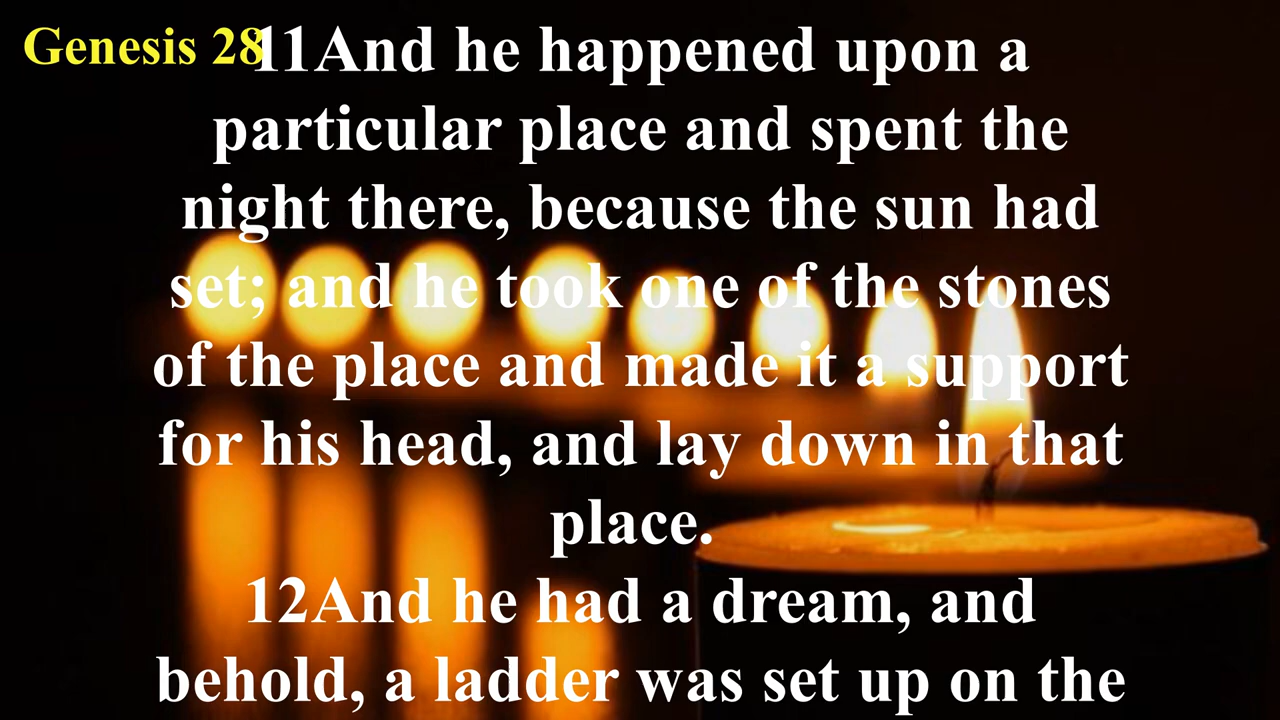 Genesis 28
11And he happened upon a
particular place and spent the
night there, because the sun had
set; and he took one of the stones
of the place and made it a support
for his head, and lay down in that
place.
12And he had a dream, and
behold, a ladder was set up on the